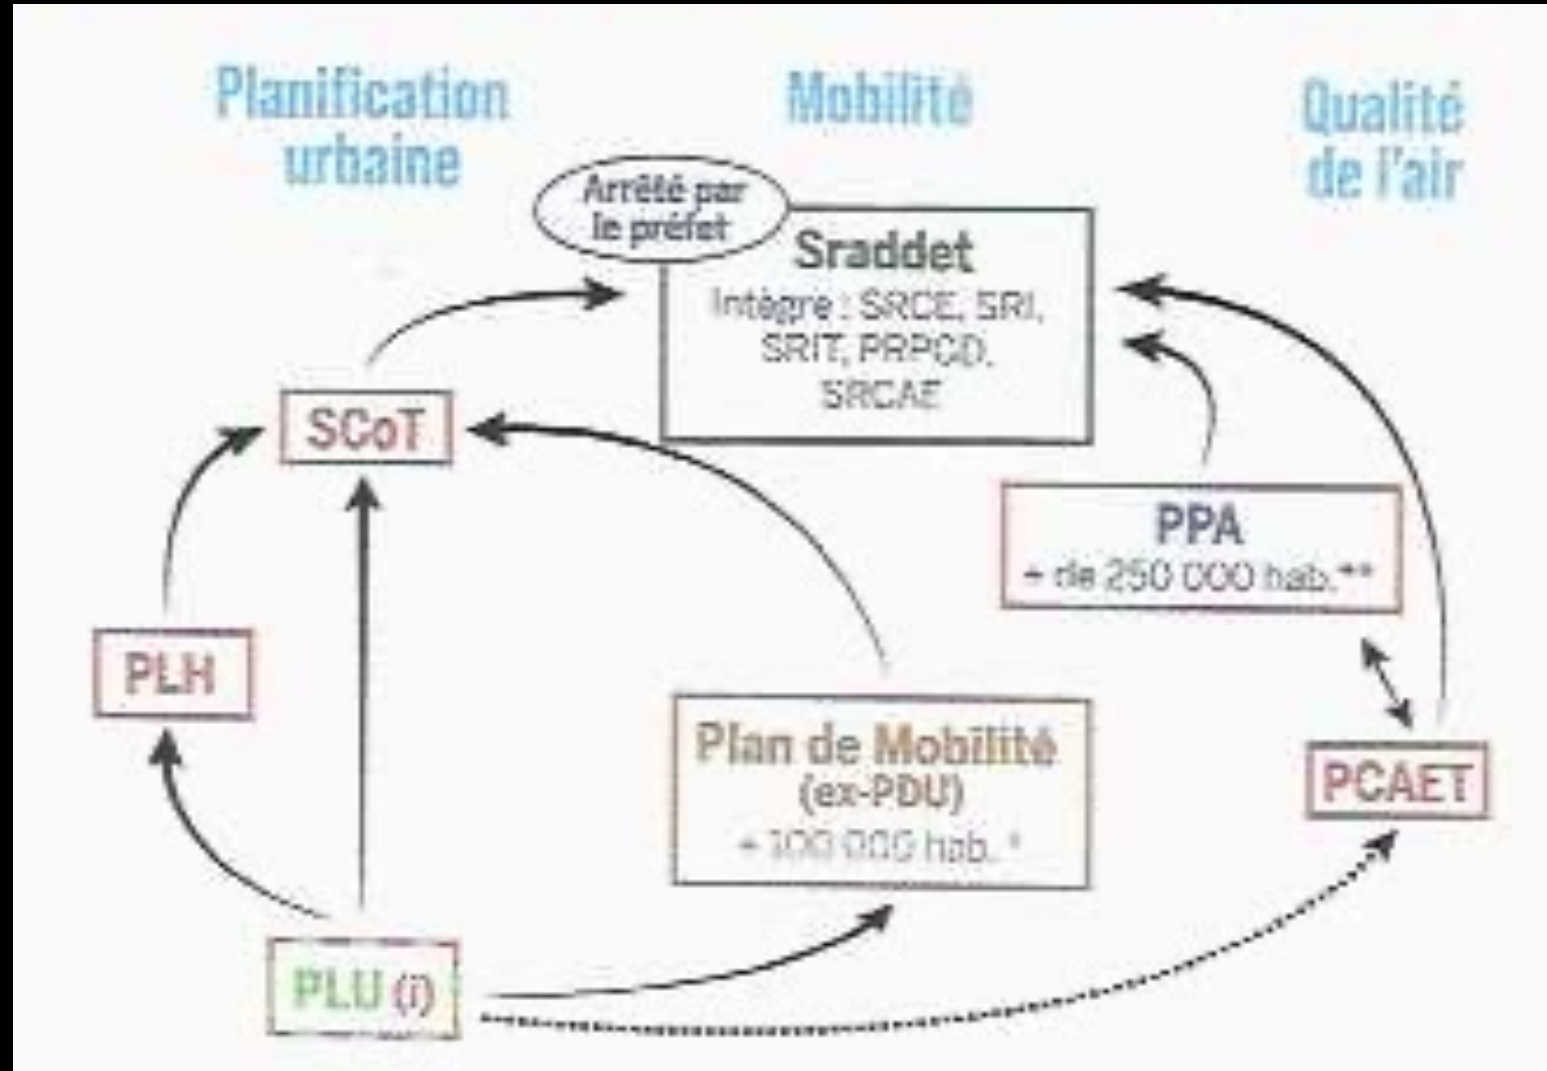 Planification
urbaine
Mobilité
Qualité
de l'air
Arrêté par
le préfet
Sraddet
Intègre : SRCE, SRI,
SRIT, PRPGD,
SRCAE
SCoT
PPA
+ de 250 000 hab.**
PLH
Plan de Mobilité
(ex-PDU)
+ 100 000 hab. *
PCAET
PLU (i)